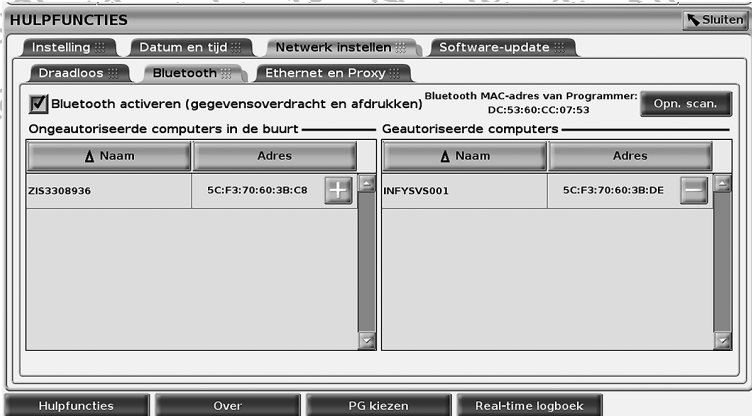 HULPFUNCTIES
Sluiten
Instelling
Datum en tijd
Netwerk instellen
Software-update
Draadloos
Bluetooth
Ethernet en Proxy
Bluetooth activeren (gegevensoverdracht en afdrukken)
Bluetooth MAC-adres van Programmer:
DC:53:60:CC:07:53
Opn. scan.
Ongeautoriseerde computers in de buurt
Geautoriseerde computers
Naam
Adres
Naam
Adres
ZIS3308936
5C:F3:70:60:3B:C8
INFYSVS001
5C:F3:70:60:3B:DE
Hulpfuncties
Over
PG kiezen
Real-time logboek